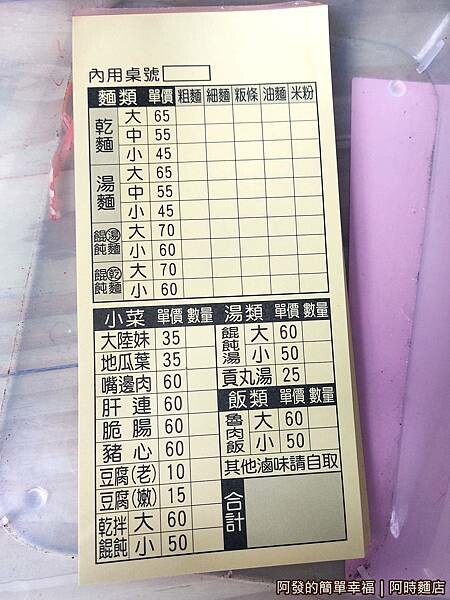 內用桌號
麵類 單價 粗麵 細麵 粄條 油麵 米粉
乾麵 大 65
中 55
小 45
湯麵 大 65
中 55
小 45
餛飩湯麵 大 70
小 60
餛飩乾麵 大 70
小 60
小菜 單價 數量
大陸妹 35
地瓜葉 35
嘴邊肉 60
肝連 60
脆腸 60
豬心 60
豆腐(老) 10
豆腐(嫩) 15
乾拌餛飩 大 60
小 50
湯類 單價 數量
餛飩湯 大 60
小 50
貢丸湯 25
飯類 單價 數量
魯肉飯 大 60
小 50
其他滷味請自取
合計
阿發的簡單幸福 | 阿時麵店